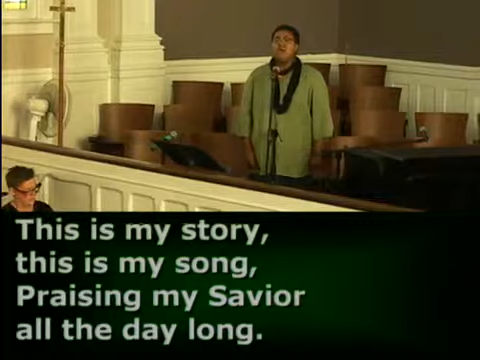 This is my story,
this is my song,
Praising my Savior
all the day long.